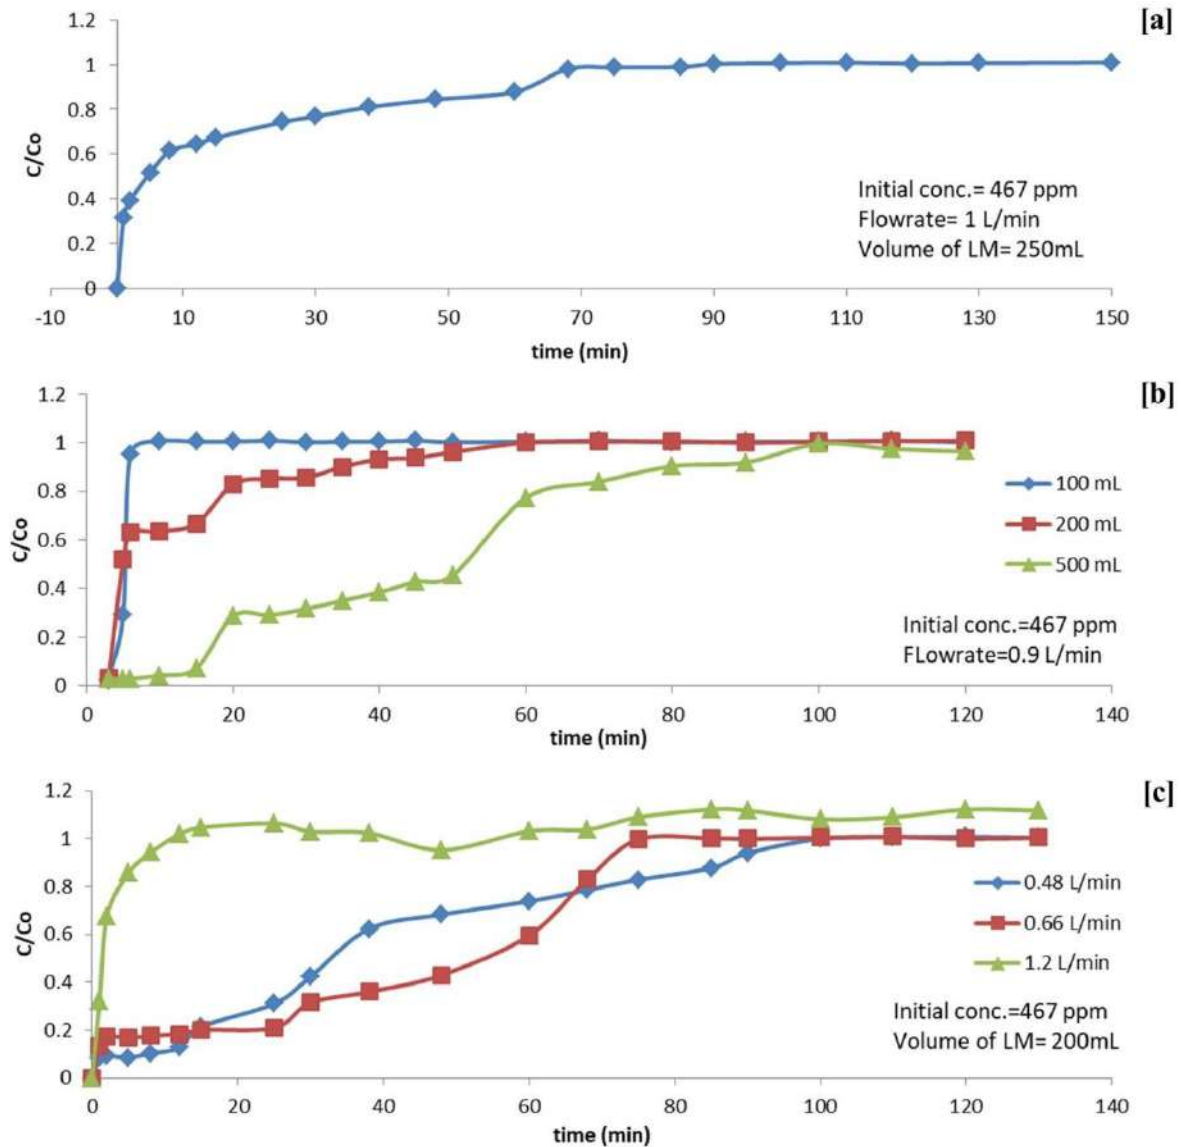 [a]
1.2
1
0.8
0.6
0.4
0.2
0
C/Co
-10 10 30 50 70 90 110 130 150
time (min)
Initial conc.= 467 ppm
Flowrate= 1 L/min
Volume of LM= 250mL
[b]
1.2
1
0.8
0.6
0.4
0.2
0
C/Co
0 20 40 60 80 100 120 140
time (min)
100 mL
200 mL
500 mL
Initial conc.=467 ppm
FLowrate=0.9 L/min
[c]
1.2
1
0.8
0.6
0.4
0.2
0
C/Co
0 20 40 60 80 100 120 140
time (min)
0.48 L/min
0.66 L/min
1.2 L/min
Initial conc.=467 ppm
Volume of LM= 200mL